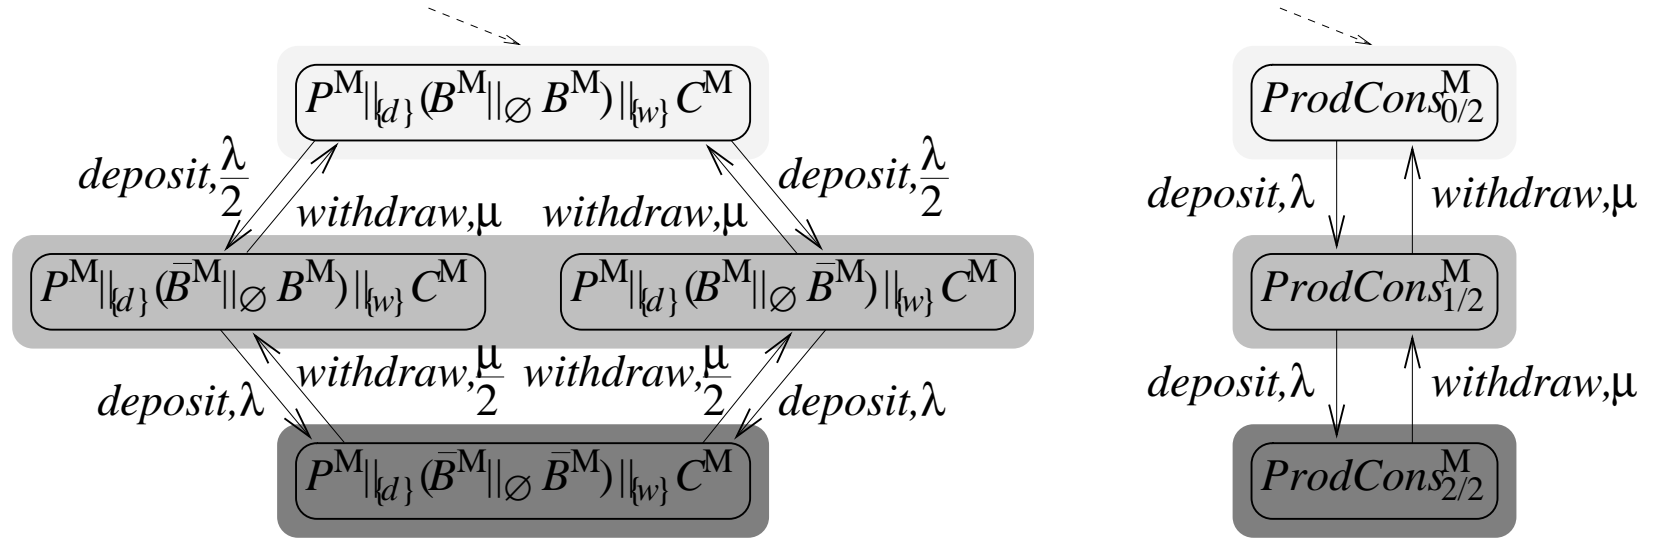 P^M ||_{d} (B^M ||_∅ B^M) ||_{w} C^M   ProdCons^M_{0/2}
deposit, λ/2   deposit, λ/2   deposit, λ   withdraw, μ
withdraw, μ   withdraw, μ
P^M ||_{d} (B̄^M ||_∅ B^M) ||_{w} C^M   P^M ||_{d} (B^M ||_∅ B̄^M) ||_{w} C^M   ProdCons^M_{1/2}
withdraw, μ/2   withdraw, μ/2   deposit, λ   withdraw, μ
deposit, λ   deposit, λ
P^M ||_{d} (B̄^M ||_∅ B̄^M) ||_{w} C^M   ProdCons^M_{2/2}